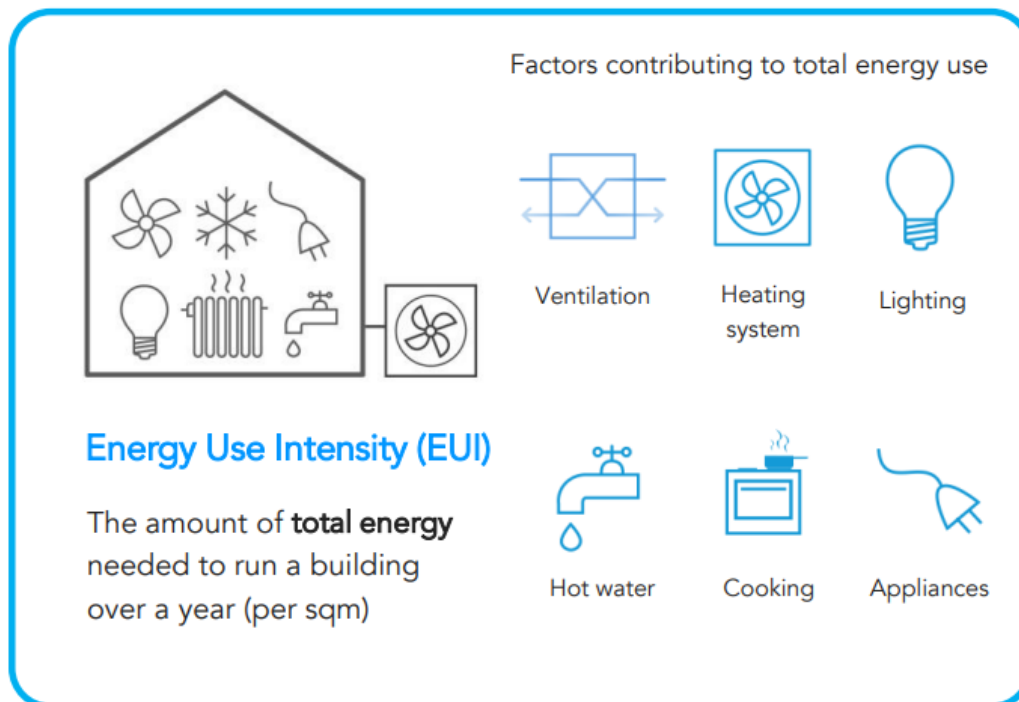 Factors contributing to total energy use
Ventilation
Heating
system
Lighting
Energy Use Intensity (EUI)
The amount of total energy
needed to run a building
over a year (per sqm)
Hot water
Cooking
Appliances